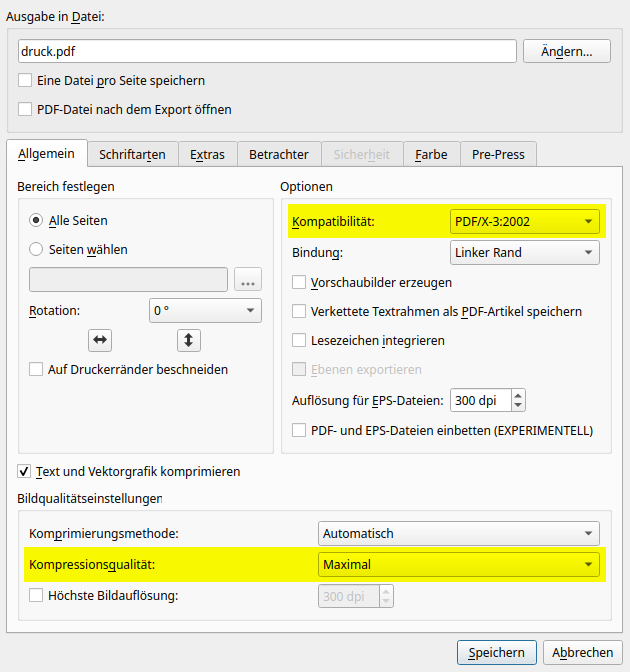 Ausgabe in Datei:
druck.pdf
Ändern...
Eine Datei pro Seite speichern
PDF-Datei nach dem Export öffnen
Allgemein Schriftarten Extras Betrachter Sicherheit Farbe Pre-Press
Bereich festlegen
Alle Seiten
Seiten wählen
...
Rotation: 0 °
Auf Druckerränder beschneiden
Optionen
Kompatibilität: PDF/X-3:2002
Bindung: Linker Rand
Vorschaubilder erzeugen
Verkettete Textrahmen als PDF-Artikel speichern
Lesezeichen integrieren
Ebenen exportieren
Auflösung für EPS-Dateien: 300 dpi
PDF- und EPS-Dateien einbetten (EXPERIMENTELL)
Text und Vektorgrafik komprimieren
Bildqualitätseinstellungen
Komprimierungsmethode: Automatisch
Kompressionsqualität: Maximal
Höchste Bildauflösung: 300 dpi
Speichern Abbrechen